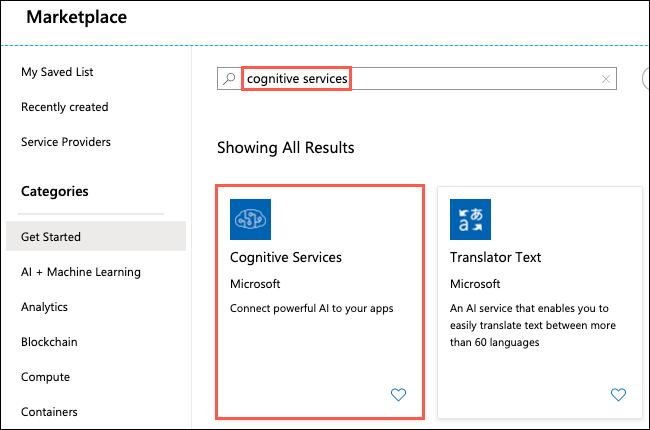 Marketplace
My Saved List
Recently created
Service Providers
Categories
Get Started
AI + Machine Learning
Analytics
Blockchain
Compute
Containers
cognitive services
Showing All Results
Cognitive Services
Microsoft
Connect powerful AI to your apps
a あ
Translator Text
Microsoft
An AI service that enables you to
easily translate text between more
than 60 languages